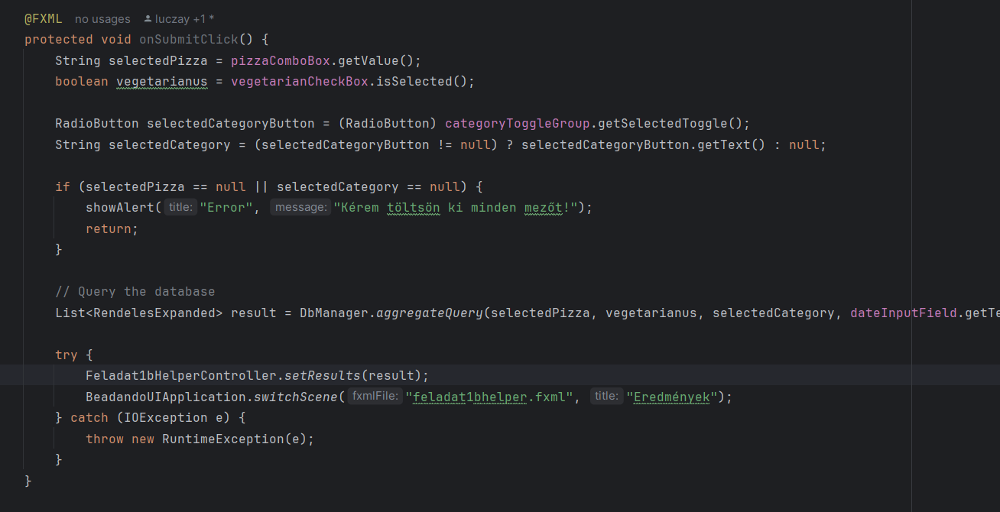 @FXML no usages luczay +1 *
protected void onSubmitClick() {
String selectedPizza = pizzaComboBox.getValue();
boolean vegetarianus = vegetarianCheckBox.isSelected();
RadioButton selectedCategoryButton = (RadioButton) categoryToggleGroup.getSelectedToggle();
String selectedCategory = (selectedCategoryButton != null) ? selectedCategoryButton.getText() : null;
if (selectedPizza == null || selectedCategory == null) {
showAlert( title: "Error", message: "Kérem töltsön ki minden mezőt!");
return;
}
// Query the database
List<RendelesExpanded> result = DbManager.aggregateQuery(selectedPizza, vegetarianus, selectedCategory, dateInputField.getTe
try {
Feladat1bHelperController.setResults(result);
BeadandoUIApplication.switchScene( fxmlFile: "feladat1bhelper.fxml", title: "Eredmények");
} catch (IOException e) {
throw new RuntimeException(e);
}
}